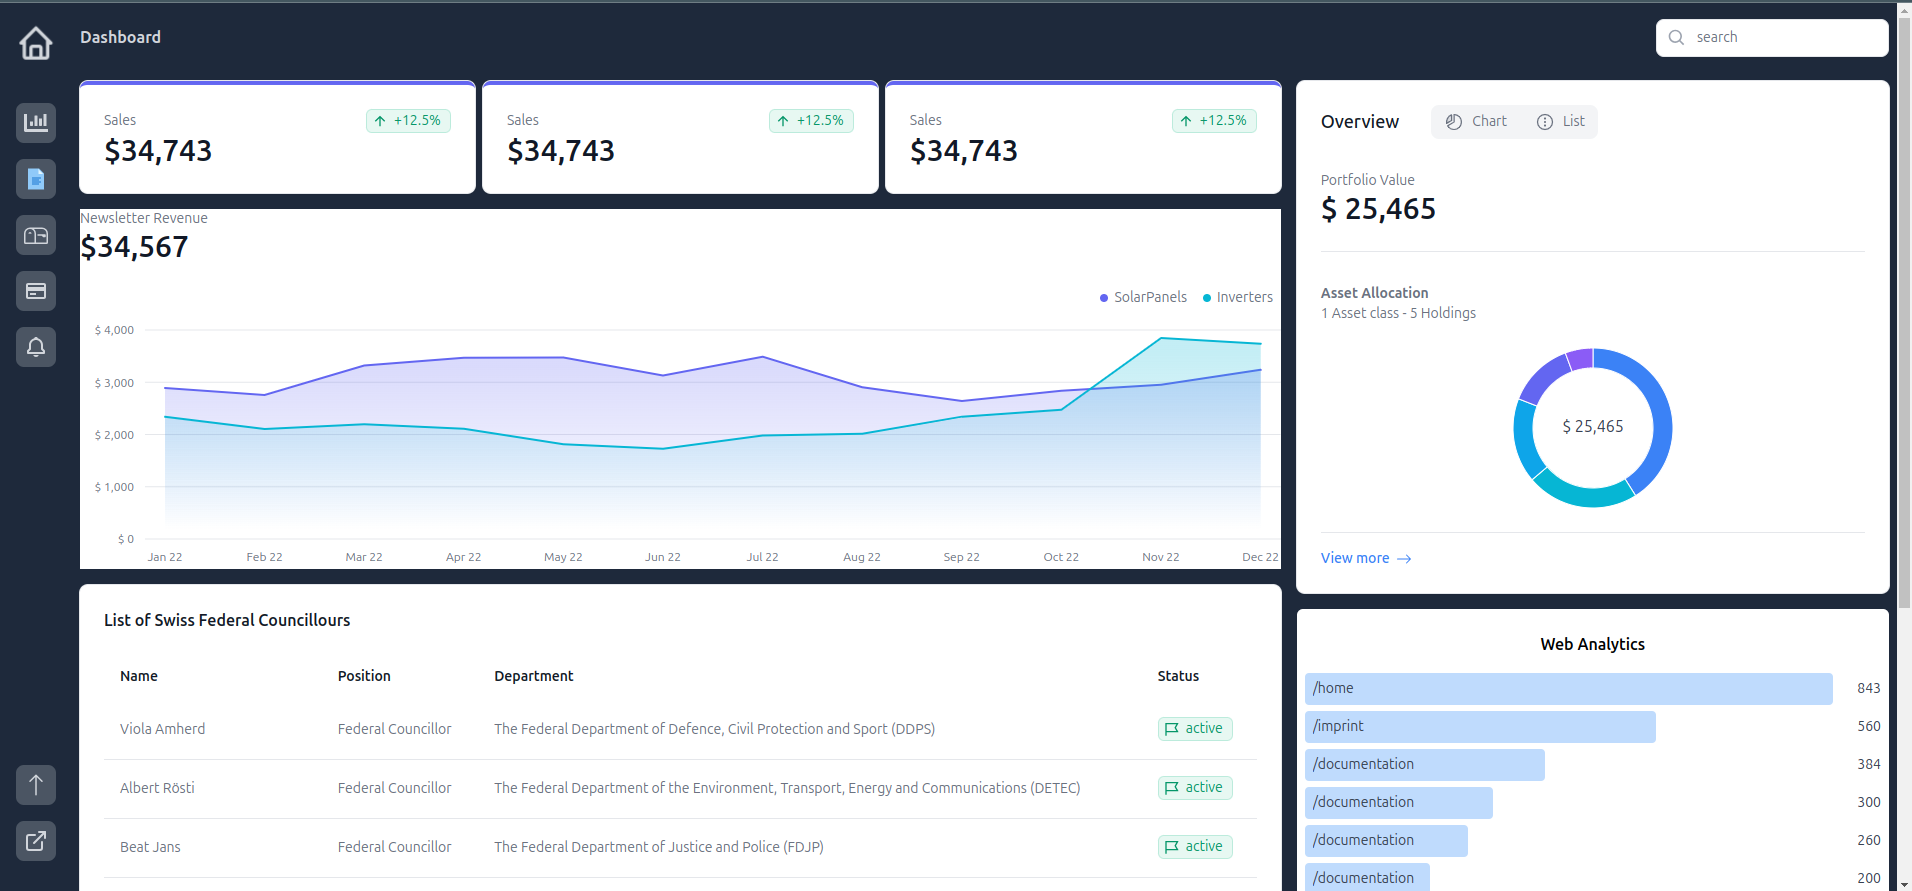 Dashboard
search
Sales
+12.5%
$34,743
Sales
+12.5%
$34,743
Sales
+12.5%
$34,743
Newsletter Revenue
$34,567
SolarPanels
Inverters
$ 4,000
$ 3,000
$ 2,000
$ 1,000
$ 0
Jan 22 Feb 22 Mar 22 Apr 22 May 22 Jun 22 Jul 22 Aug 22 Sep 22 Oct 22 Nov 22 Dec 22
Overview
Chart
List
Portfolio Value
$ 25,465
Asset Allocation
1 Asset class - 5 Holdings
$ 25,465
View more
List of Swiss Federal Councillours
Name Position Department Status
Viola Amherd Federal Councillor The Federal Department of Defence, Civil Protection and Sport (DDPS) active
Albert Rösti Federal Councillor The Federal Department of the Environment, Transport, Energy and Communications (DETEC) active
Beat Jans Federal Councillor The Federal Department of Justice and Police (FDJP) active
Web Analytics
/home 843
/imprint 560
/documentation 384
/documentation 300
/documentation 260
/documentation 200